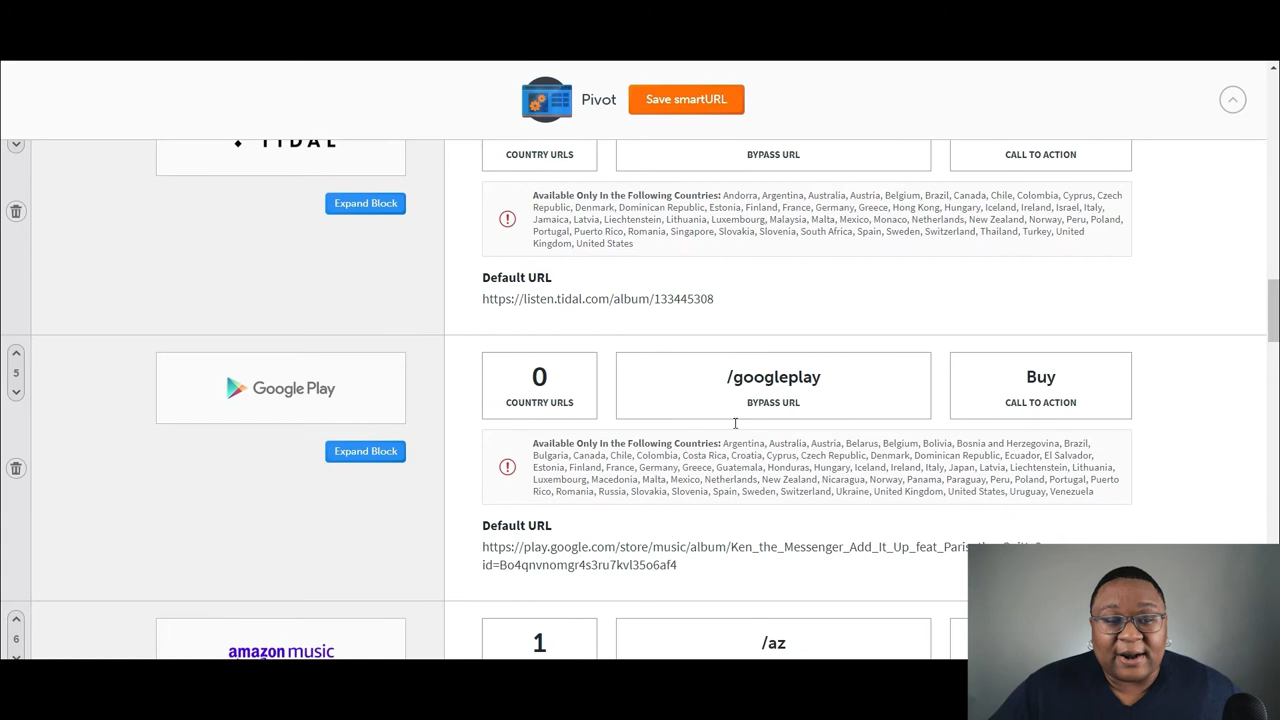 Pivot
Save smartURL
TIDAL
COUNTRY URLS
BYPASS URL
CALL TO ACTION
Expand Block
Available Only In the Following Countries: Andorra, Argentina, Australia, Austria, Belgium, Brazil, Canada, Chile, Colombia, Cyprus, Czech
Republic, Denmark, Dominican Republic, Estonia, Finland, France, Germany, Greece, Hong Kong, Hungary, Iceland, Ireland, Israel, Italy,
Jamaica, Latvia, Liechtenstein, Lithuania, Luxembourg, Malaysia, Malta, Mexico, Monaco, Netherlands, New Zealand, Norway, Peru, Poland,
Portugal, Puerto Rico, Romania, Singapore, Slovakia, Slovenia, South Africa, Spain, Sweden, Switzerland, Thailand, Turkey, United
Kingdom, United States
Default URL
https://listen.tidal.com/album/133445308
5
Google Play
0
COUNTRY URLS
/googleplay
BYPASS URL
Buy
CALL TO ACTION
Expand Block
Available Only In the Following Countries: Argentina, Australia, Austria, Belarus, Belgium, Bolivia, Bosnia and Herzegovina, Brazil,
Bulgaria, Canada, Chile, Colombia, Costa Rica, Croatia, Cyprus, Czech Republic, Denmark, Dominican Republic, Ecuador, El Salvador,
Estonia, Finland, France, Germany, Greece, Guatemala, Honduras, Hungary, Iceland, Ireland, Italy, Japan, Latvia, Liechtenstein, Lithuania,
Luxembourg, Macedonia, Malta, Mexico, Netherlands, New Zealand, Nicaragua, Norway, Panama, Paraguay, Peru, Poland, Portugal, Puerto
Rico, Romania, Russia, Slovakia, Slovenia, Spain, Sweden, Switzerland, Ukraine, United Kingdom, United States, Uruguay, Venezuela
Default URL
https://play.google.com/store/music/album/Ken_the_Messenger_Add_It_Up_feat_Paris
id=Bo4qnvnomgr4s3ru7kvl35o6af4
6
amazon music
1
/az